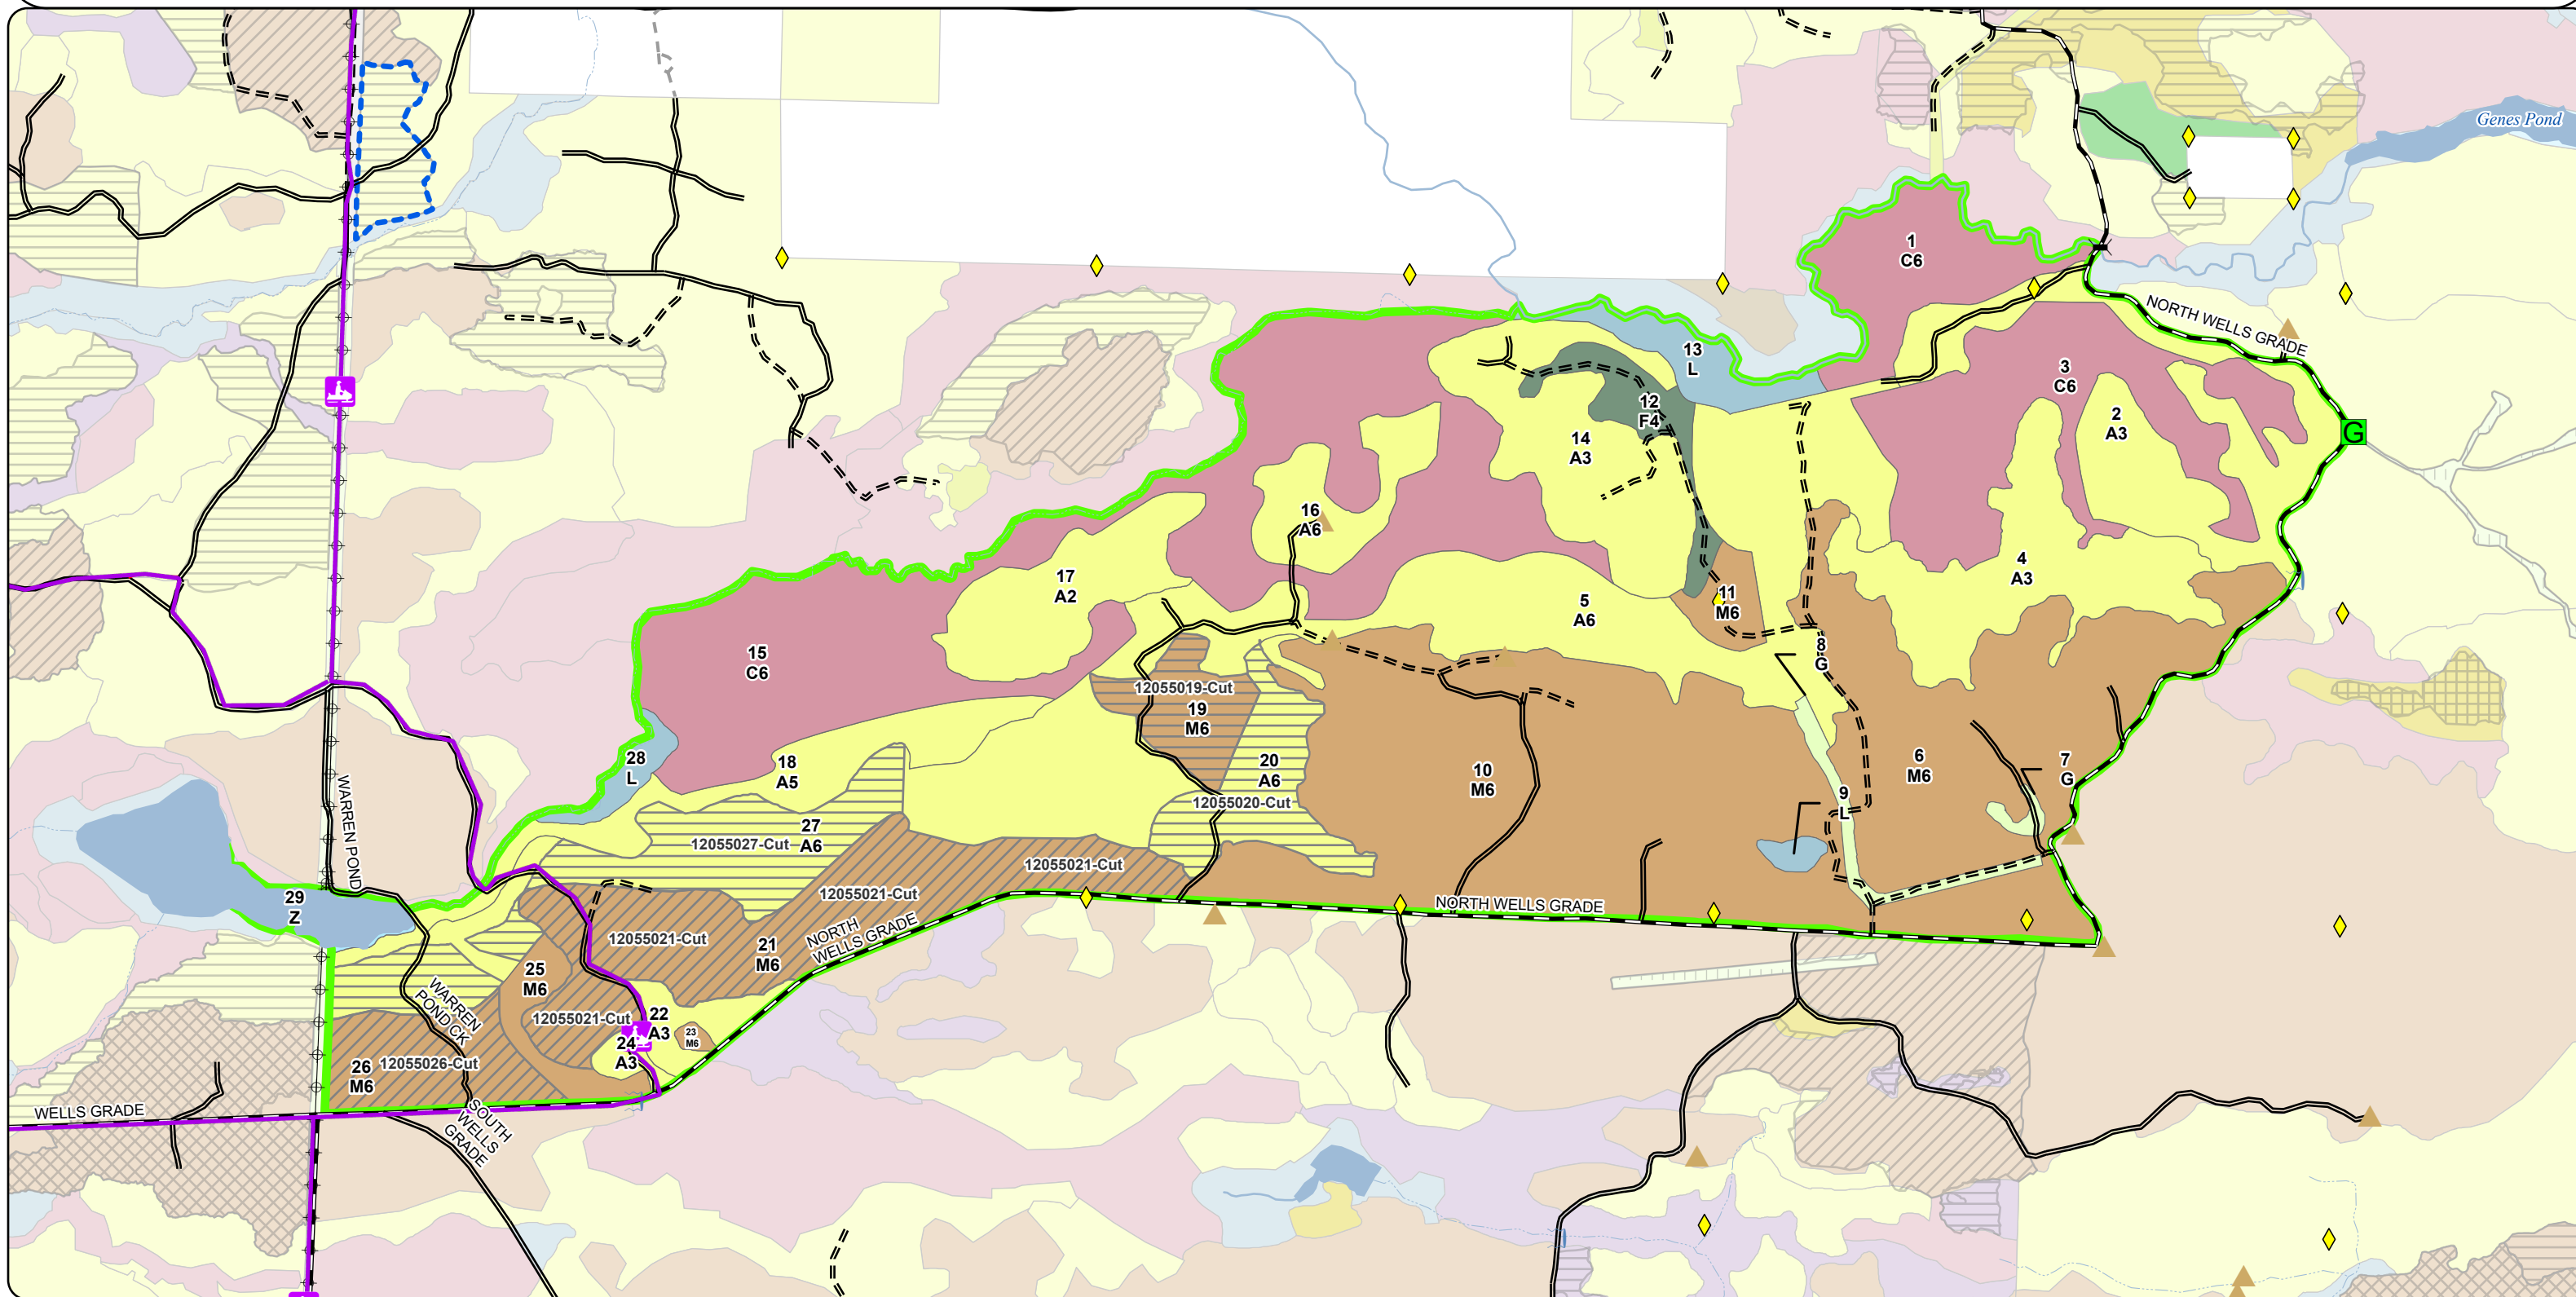 Genes Pond
1
C6
NORTH WELLS GRADE
13
L
3
C6
12
F4
2
A3
G
14
A3
16
A6
4
A3
17
A2
5
A6
11
M6
8
G
15
C6
12055019-Cut
19
M6
28
L
18
A5
20
A6
10
M6
6
M6
7
G
9
L
12055020-Cut
WARREN POND
27
A6
12055027-Cut
12055021-Cut
12055021-Cut
29
Z
NORTH WELLS GRADE
12055021-Cut
21
M6
NORTH
WELLS GRADE
25
M6
WARREN
POND CK
12055021-Cut
22
A3
23
M6
24
A3
26
M6
12055026-Cut
WELLS GRADE
SOUTH
WELLS
GRADE